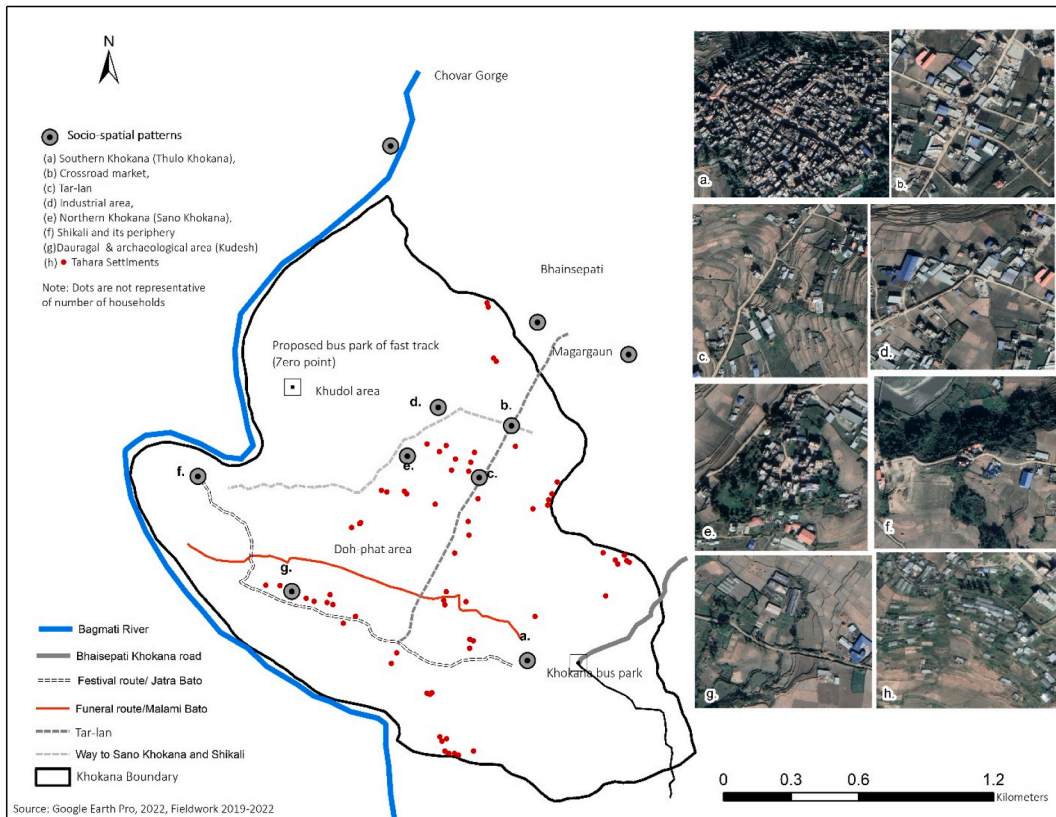 N
Chovar Gorge
Socio-spatial patterns
(a) Southern Khokana (Thulo Khokana),
(b) Crossroad market,
(c) Tar-lan
(d) Industrial area,
(e) Northern Khokana (Sano Khokana),
(f) Shikali and its periphery
(g)Dauragal & archaeological area (Kudesh)
(h) Tahara Settlments
Note: Dots are not representative
of number of households
Bhainsepati
Magargaun
Proposed bus park of fast track
(Zero point)
Khudol area
d.
b.
e.
c.
f.
Doh-phat area
g.
a.
Khokana bus park
Bagmati River
Bhaisepati Khokana road
Festival route/ Jatra Bato
Funeral route/Malami Bato
Tar-lan
Way to Sano Khokana and Shikali
Khokana Boundary
Source: Google Earth Pro, 2022, Fieldwork 2019-2022
a.
b.
c.
d.
e.
f.
g.
h.
0 0.3 0.6 1.2
Kilometers